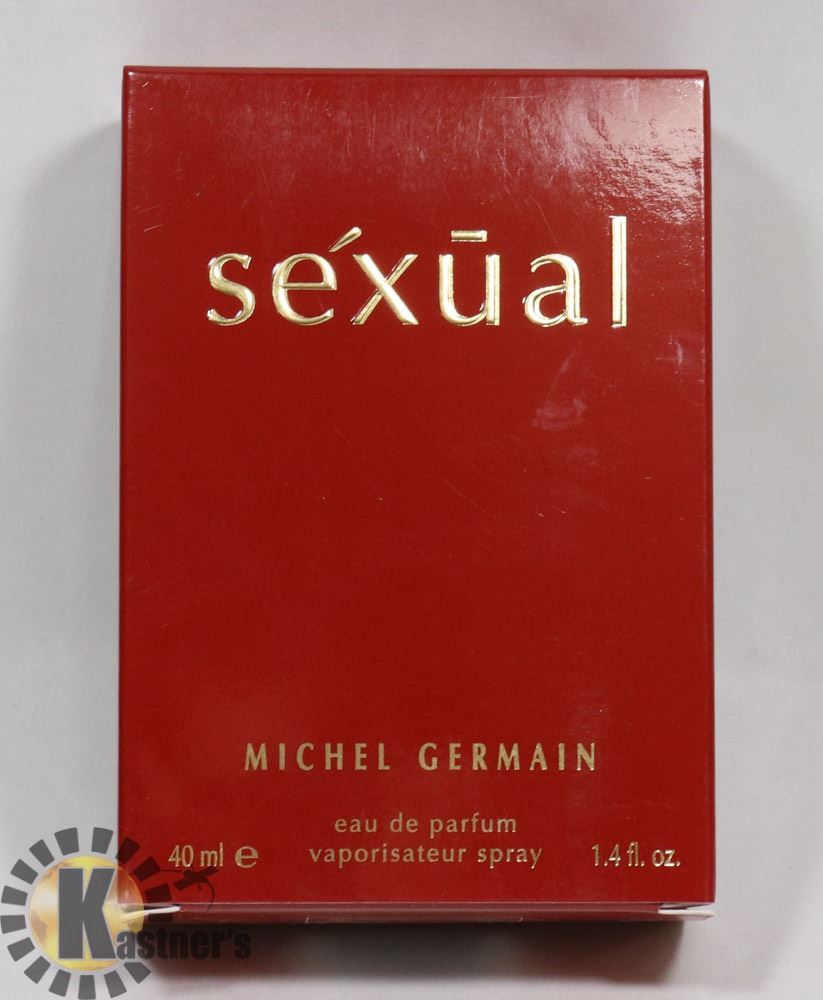 séxūal
MICHEL GERMAIN
eau de parfum
40 ml ℮ vaporisateur spray 1.4 fl. oz.
Kastner's